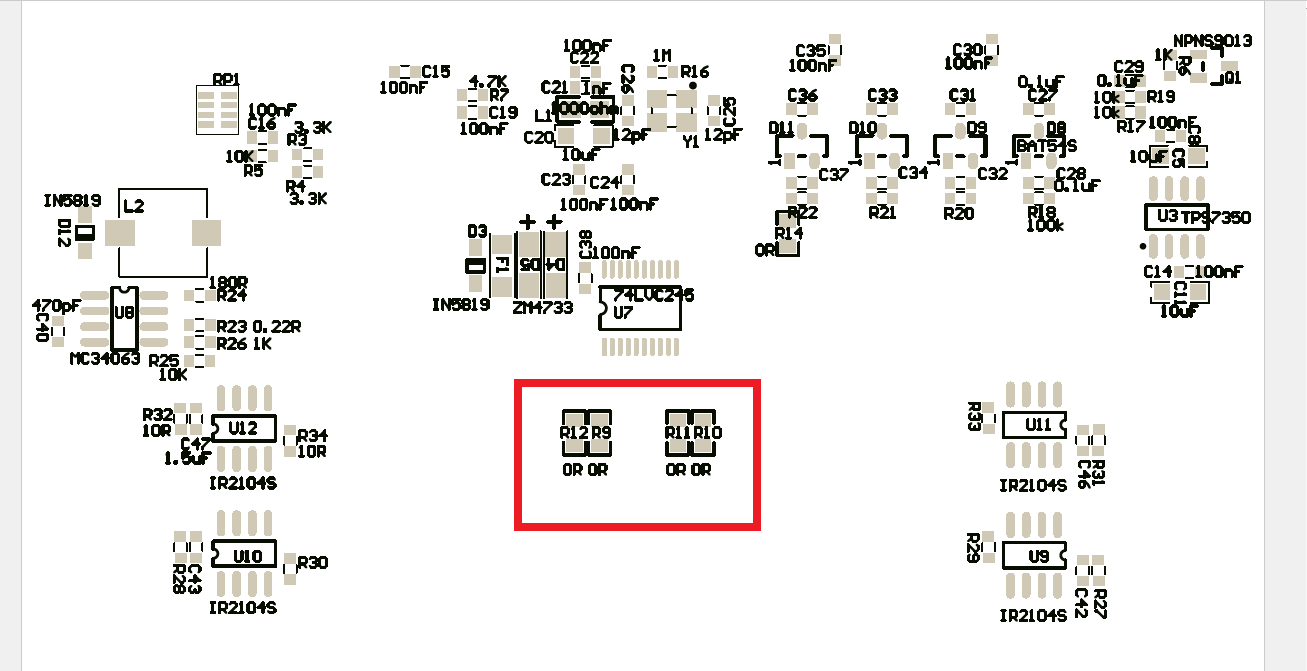 100nF
C22
C35
100nF
C30
100nF
NPNS9013
1K
R6
Q1
RP1
C15
100nF
4.7K
R7
C19
100nF
C21 1nF
L1
1000ohm
C20
10uF
C26
12pF
1M
R16
Y1
C25
12pF
C36
C33
C31
0.1uF
C27
C29
0.1uF
10k R19
10k
R17
100nF
C16
3.3K
R3
10K
R5
R4
3.3K
D11
1
D10
1
D9
1
D8
BAT54S
1
100nF
C8
10uF
C5
C23
C24
100nF
100nF
C37
C34
C32
C28
0.1uF
R22
R21
R20
R18
100k
IN5819
D12
L2
R14
0R
U3
TPS7350
D3
F1
D5
D4
+
+
C38
100nF
IN5819
ZM4733
74LVC245
U7
C14
100nF
C11
10uF
180R
R24
470pF
C40
U8
R23 0.22R
R26 1K
MC34063
R25
10K
R32
10R
C47
1.5uF
U12
R34
10R
IR2104S
R12
R9
R11
R10
0R
0R
0R
0R
R33
U11
C46
R31
IR2104S
R28
C43
U10
R30
IR2104S
R29
U9
C42
R27
IR2104S